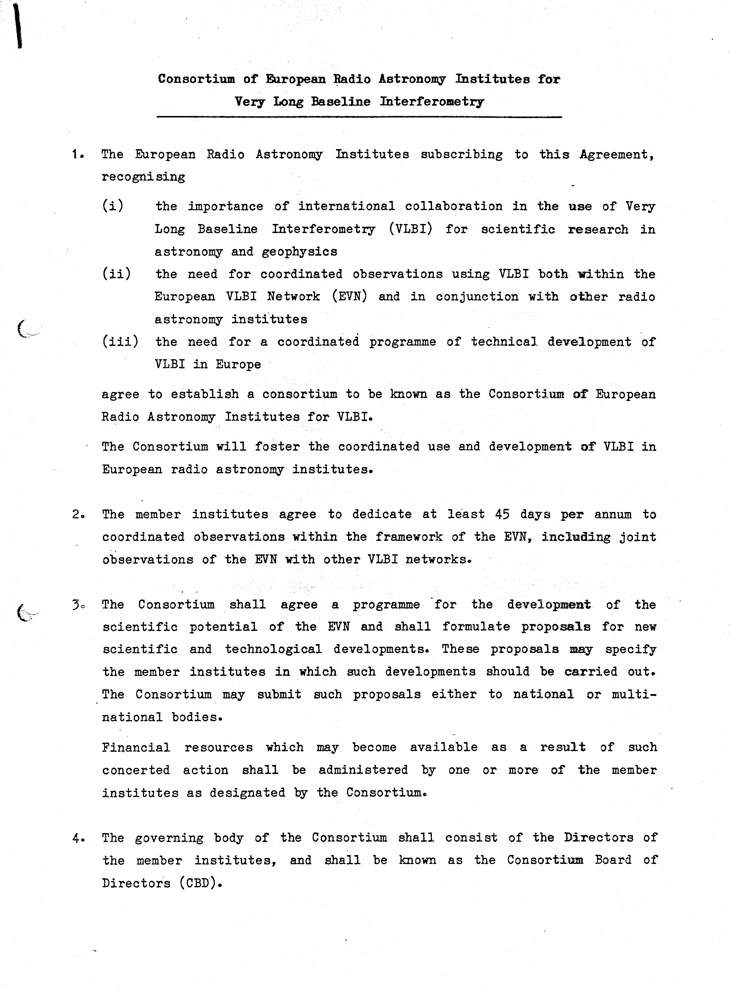 Consortium of European Radio Astronomy Institutes for
Very Long Baseline Interferometry
1. The European Radio Astronomy Institutes subscribing to this Agreement,
recognising
(i) the importance of international collaboration in the use of Very
Long Baseline Interferometry (VLBI) for scientific research in
astronomy and geophysics
(ii) the need for coordinated observations using VLBI both within the
European VLBI Network (EVN) and in conjunction with other radio
astronomy institutes
(iii) the need for a coordinated programme of technical development of
VLBI in Europe
agree to establish a consortium to be known as the Consortium of European
Radio Astronomy Institutes for VLBI.
The Consortium will foster the coordinated use and development of VLBI in
European radio astronomy institutes.
2. The member institutes agree to dedicate at least 45 days per annum to
coordinated observations within the framework of the EVN, including joint
observations of the EVN with other VLBI networks.
3. The Consortium shall agree a programme for the development of the
scientific potential of the EVN and shall formulate proposals for new
scientific and technological developments. These proposals may specify
the member institutes in which such developments should be carried out.
The Consortium may submit such proposals either to national or multi-
national bodies.
Financial resources which may become available as a result of such
concerted action shall be administered by one or more of the member
institutes as designated by the Consortium.
4. The governing body of the Consortium shall consist of the Directors of
the member institutes, and shall be known as the Consortium Board of
Directors (CBD).